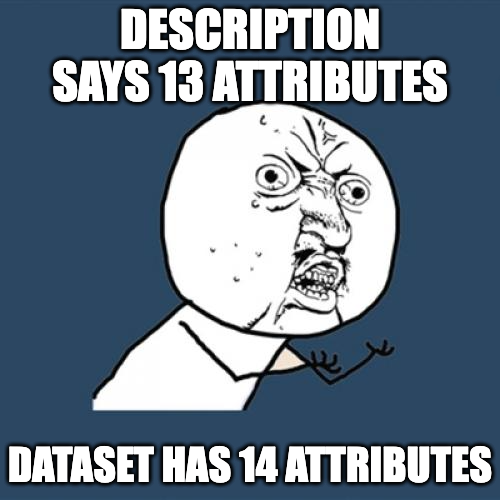 DESCRIPTION
SAYS 13 ATTRIBUTES
DATASET HAS 14 ATTRIBUTES